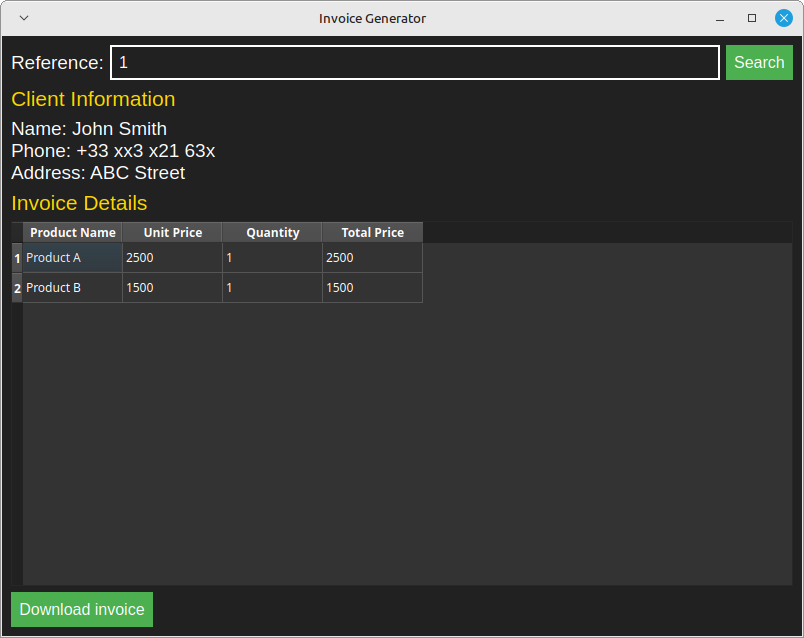 Invoice Generator
Reference: 1 Search
Client Information
Name: John Smith
Phone: +33 xx3 x21 63x
Address: ABC Street
Invoice Details
Product Name Unit Price Quantity Total Price
1 Product A 2500 1 2500
2 Product B 1500 1 1500
Download invoice